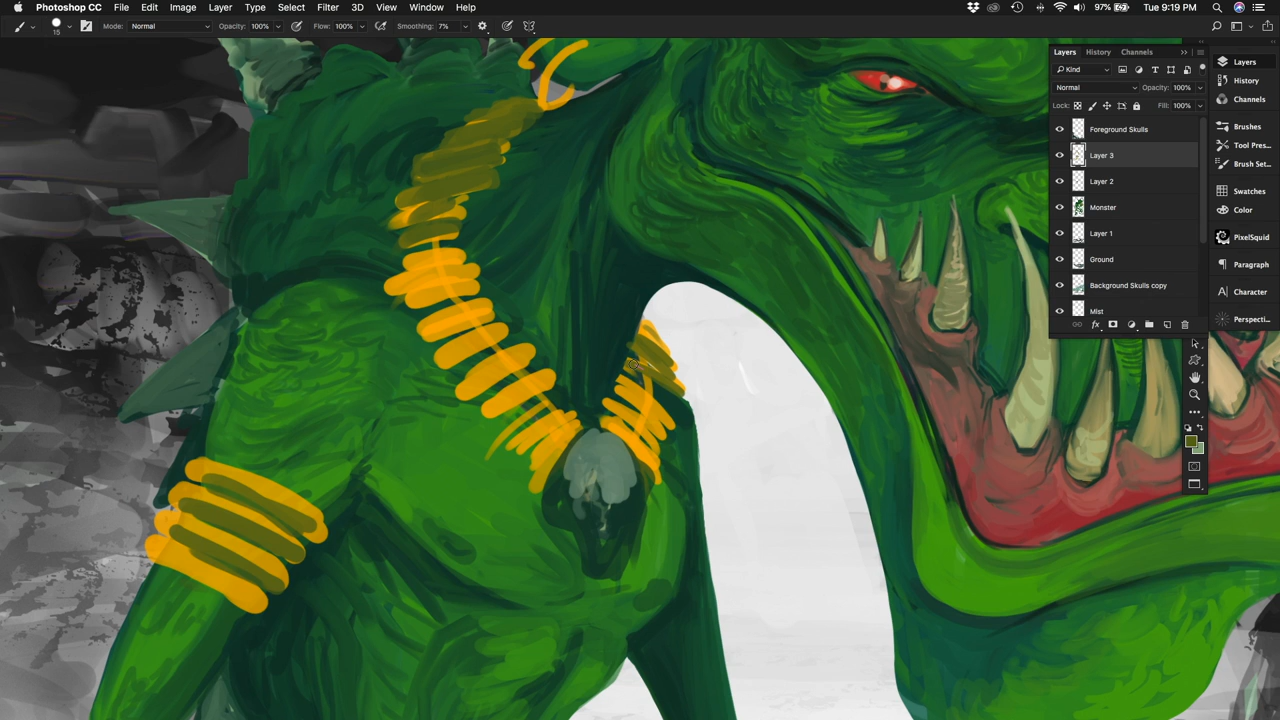 Photoshop CC File Edit Image Layer Type Select Filter 3D View Window Help 97% Tue 9:19 PM
15 Mode: Normal Opacity: 100% Flow: 100% Smoothing: 7%
Layers History Channels
Kind
Normal Opacity: 100%
Lock: Fill: 100%
Foreground Skulls
Layer 3
Layer 2
Monster
Layer 1
Ground
Background Skulls copy
Mist
fx
Layers
History
Channels
Brushes
Tool Pres...
Brush Set...
Swatches
Color
PixelSquid
Paragraph
Character
Perspecti...